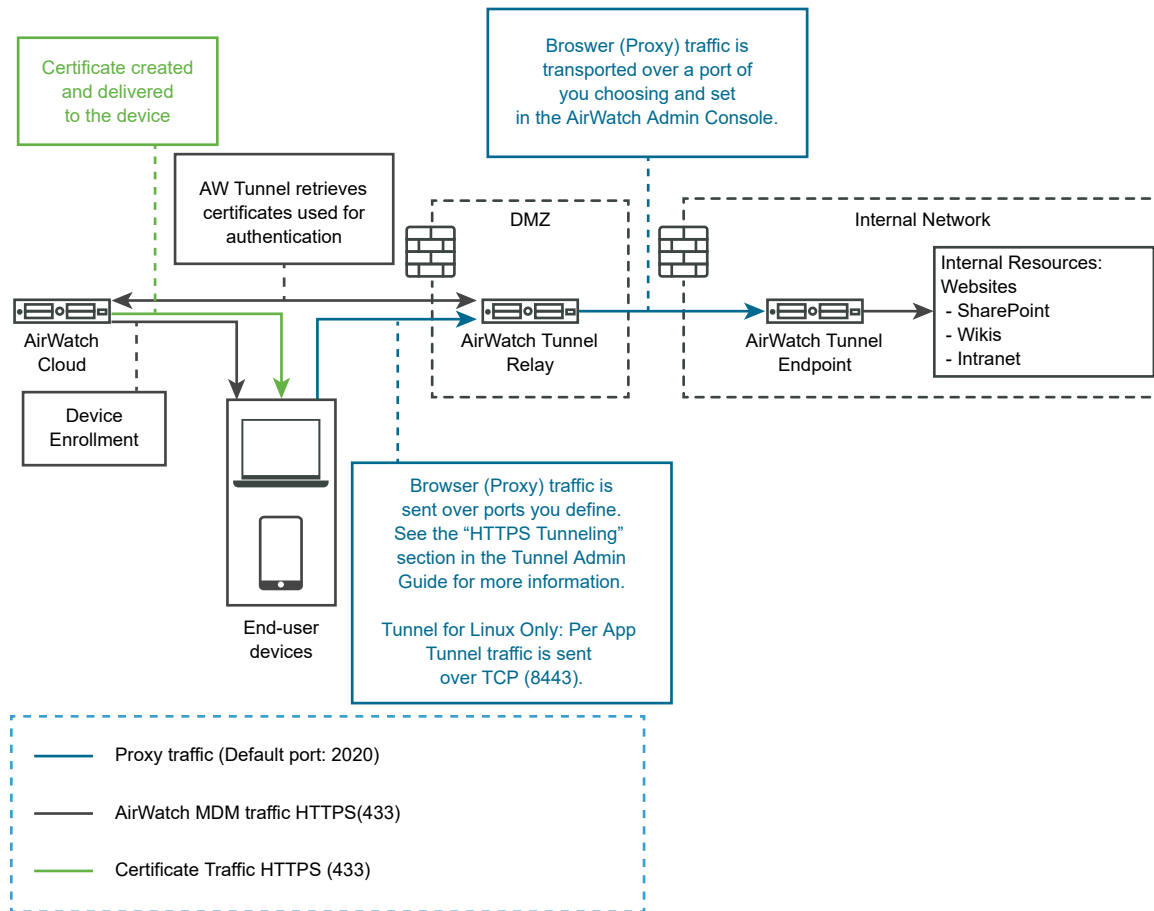 Certificate created
and delivered
to the device
Broswer (Proxy) traffic is
transported over a port of
you choosing and set
in the AirWatch Admin Console.
AW Tunnel retrieves
certificates used for
authentication
DMZ
Internal Network
Internal Resources:
Websites
- SharePoint
- Wikis
- Intranet
AirWatch
Cloud
AirWatch Tunnel
Relay
AirWatch Tunnel
Endpoint
Device
Enrollment
Browser (Proxy) traffic is
sent over ports you define.
See the “HTTPS Tunneling”
section in the Tunnel Admin
Guide for more information.
Tunnel for Linux Only: Per App
Tunnel traffic is sent
over TCP (8443).
End-user
devices
Proxy traffic (Default port: 2020)
AirWatch MDM traffic HTTPS(433)
Certificate Traffic HTTPS (433)